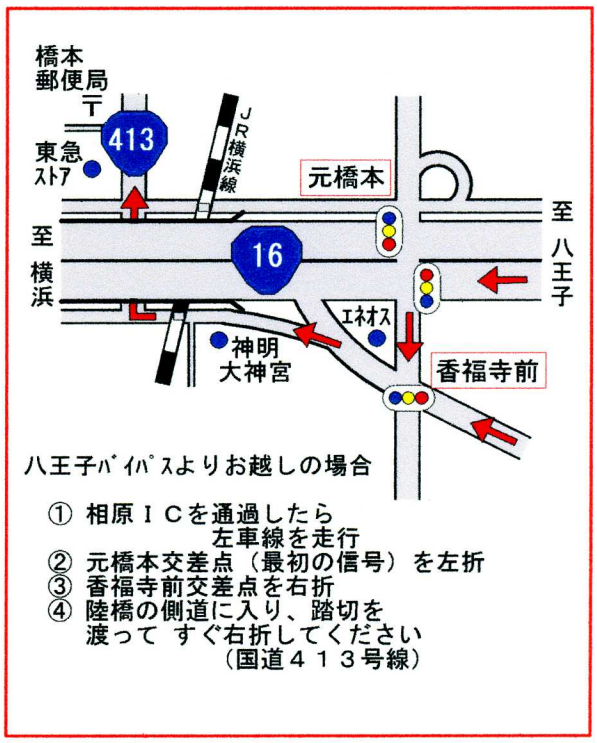 橋本
郵便局
〒
413
東急
ストア
JR横浜線
元橋本
至 横浜
16
至 八王子
エネオス
神明
大神宮
香福寺前
八王子バイパスよりお越しの場合
① 相原ICを通過したら
左車線を走行
② 元橋本交差点（最初の信号）を左折
③ 香福寺前交差点を右折
④ 陸橋の側道に入り、踏切を
渡って すぐ右折してください
（国道413号線）